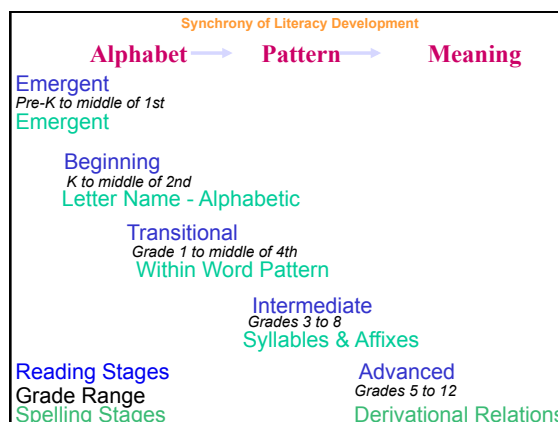 Synchrony of Literacy Development
Alphabet Pattern Meaning
Emergent
Pre-K to middle of 1st
Emergent
Beginning
K to middle of 2nd
Letter Name - Alphabetic
Transitional
Grade 1 to middle of 4th
Within Word Pattern
Intermediate
Grades 3 to 8
Syllables & Affixes
Reading Stages
Grade Range
Spelling Stages
Advanced
Grades 5 to 12
Derivational Relations